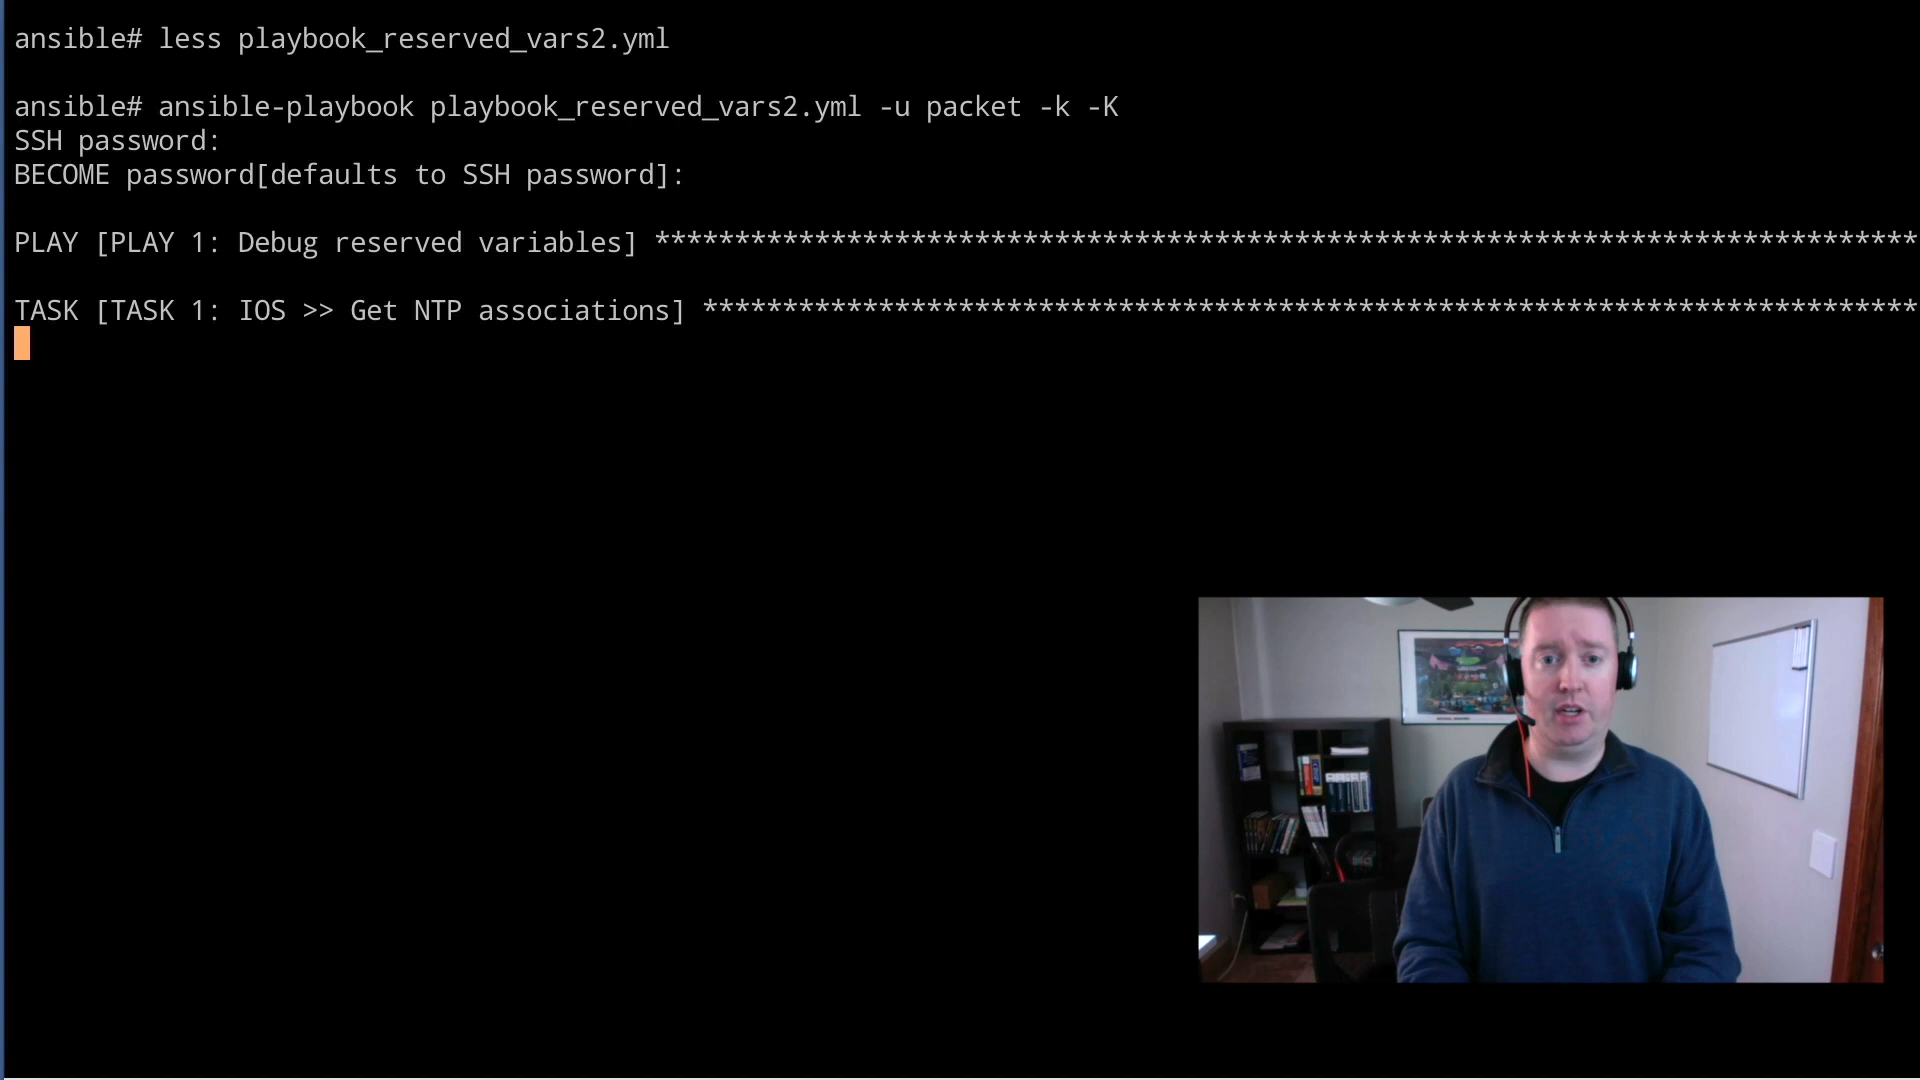 ansible# less playbook_reserved_vars2.yml
ansible# ansible-playbook playbook_reserved_vars2.yml -u packet -k -K
SSH password:
BECOME password[defaults to SSH password]:
PLAY [PLAY 1: Debug reserved variables] *******************************************************************************
TASK [TASK 1: IOS >> Get NTP associations] ****************************************************************************